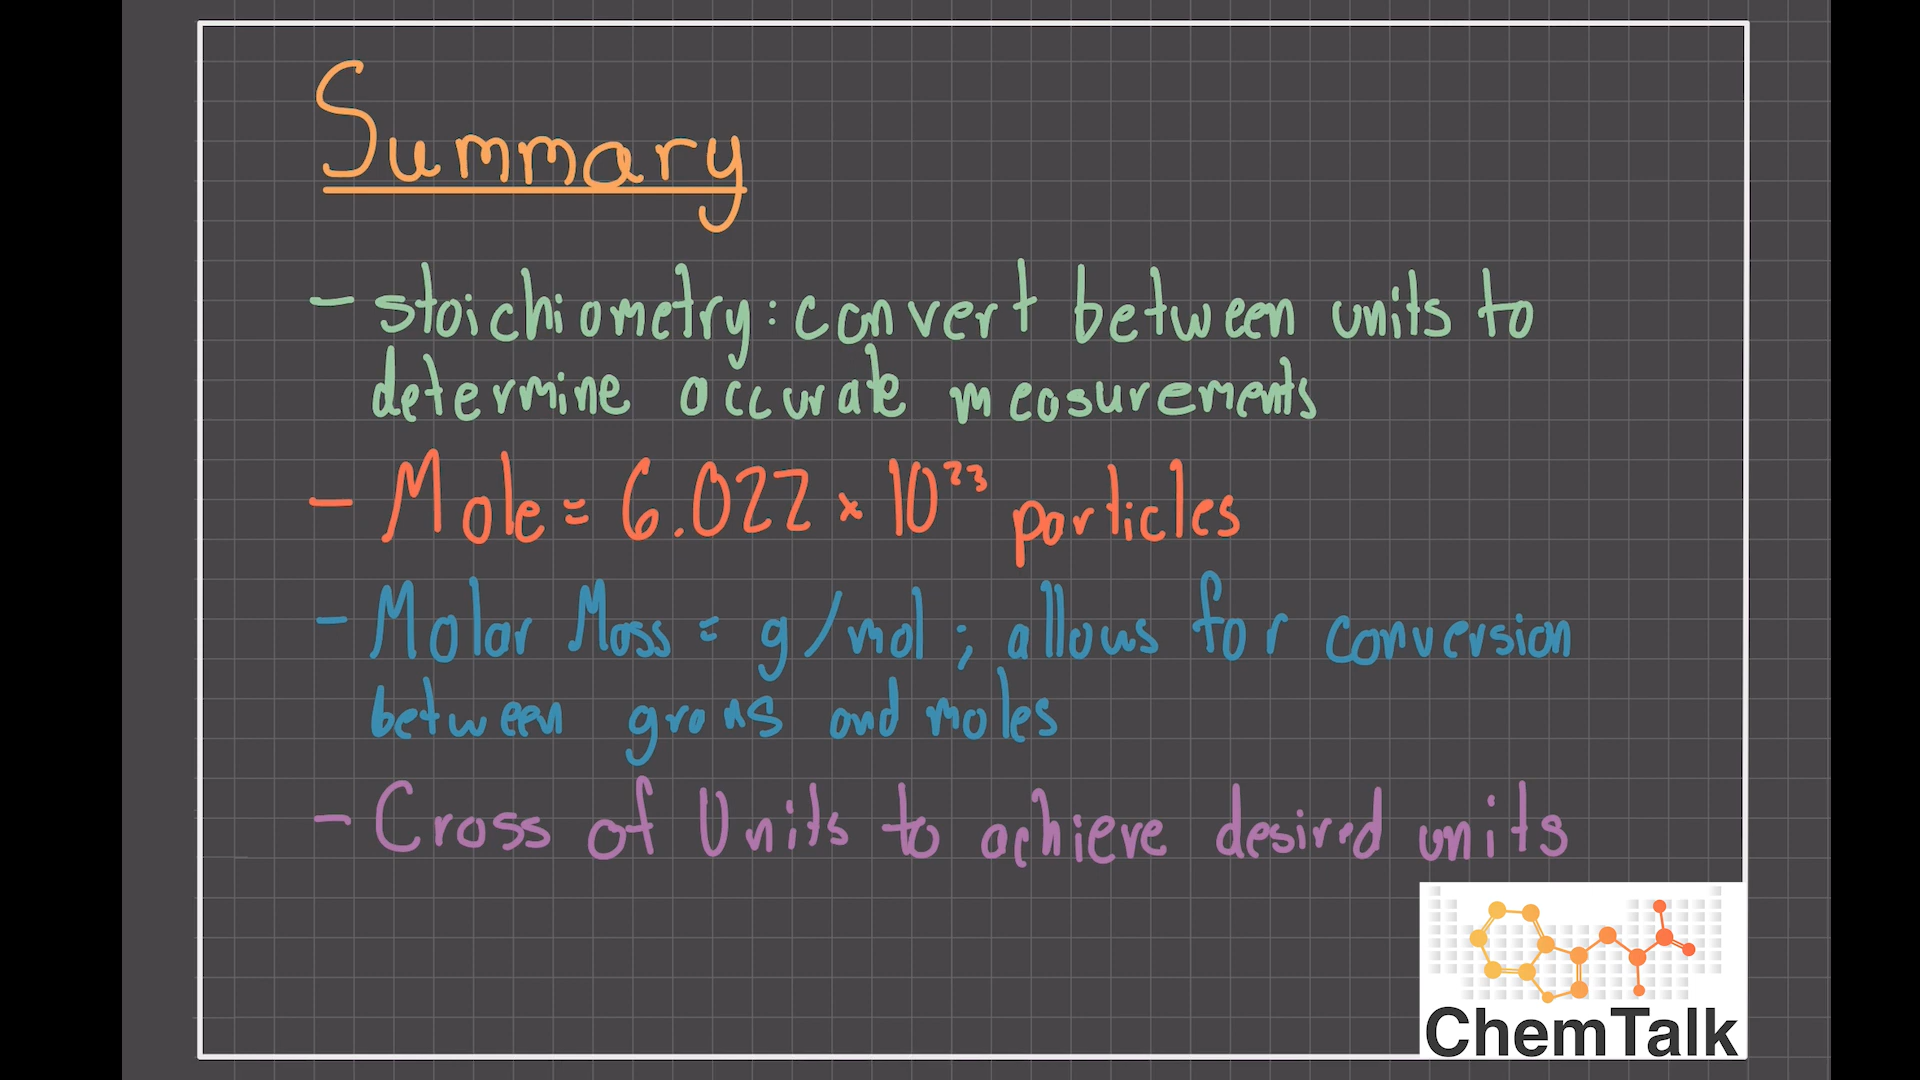 Summary
- stoichiometry: convert between units to
determine accurate measurements
- Mole = 6.022 × 10²³ particles
- Molar Mass = g/mol ; allows for conversion
between grams and moles
- Cross of Units to achieve desired units
ChemTalk